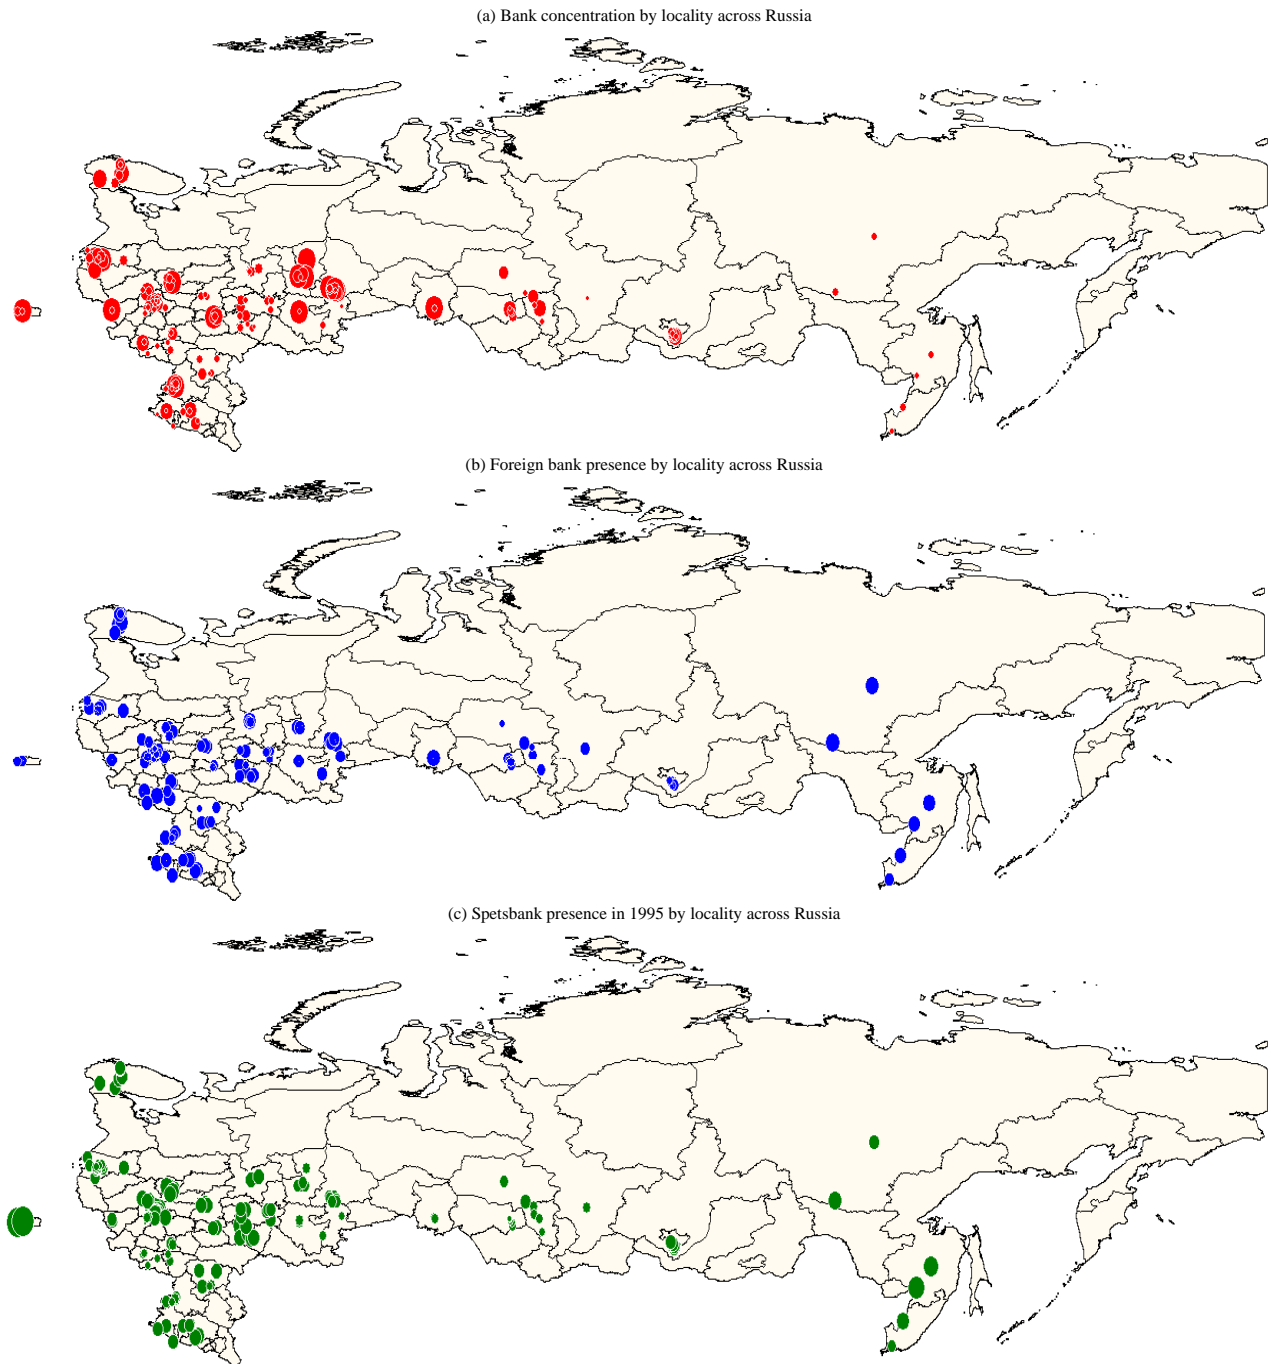 (a) Bank concentration by locality across Russia
(b) Foreign bank presence by locality across Russia
(c) Spetsbank presence in 1995 by locality across Russia